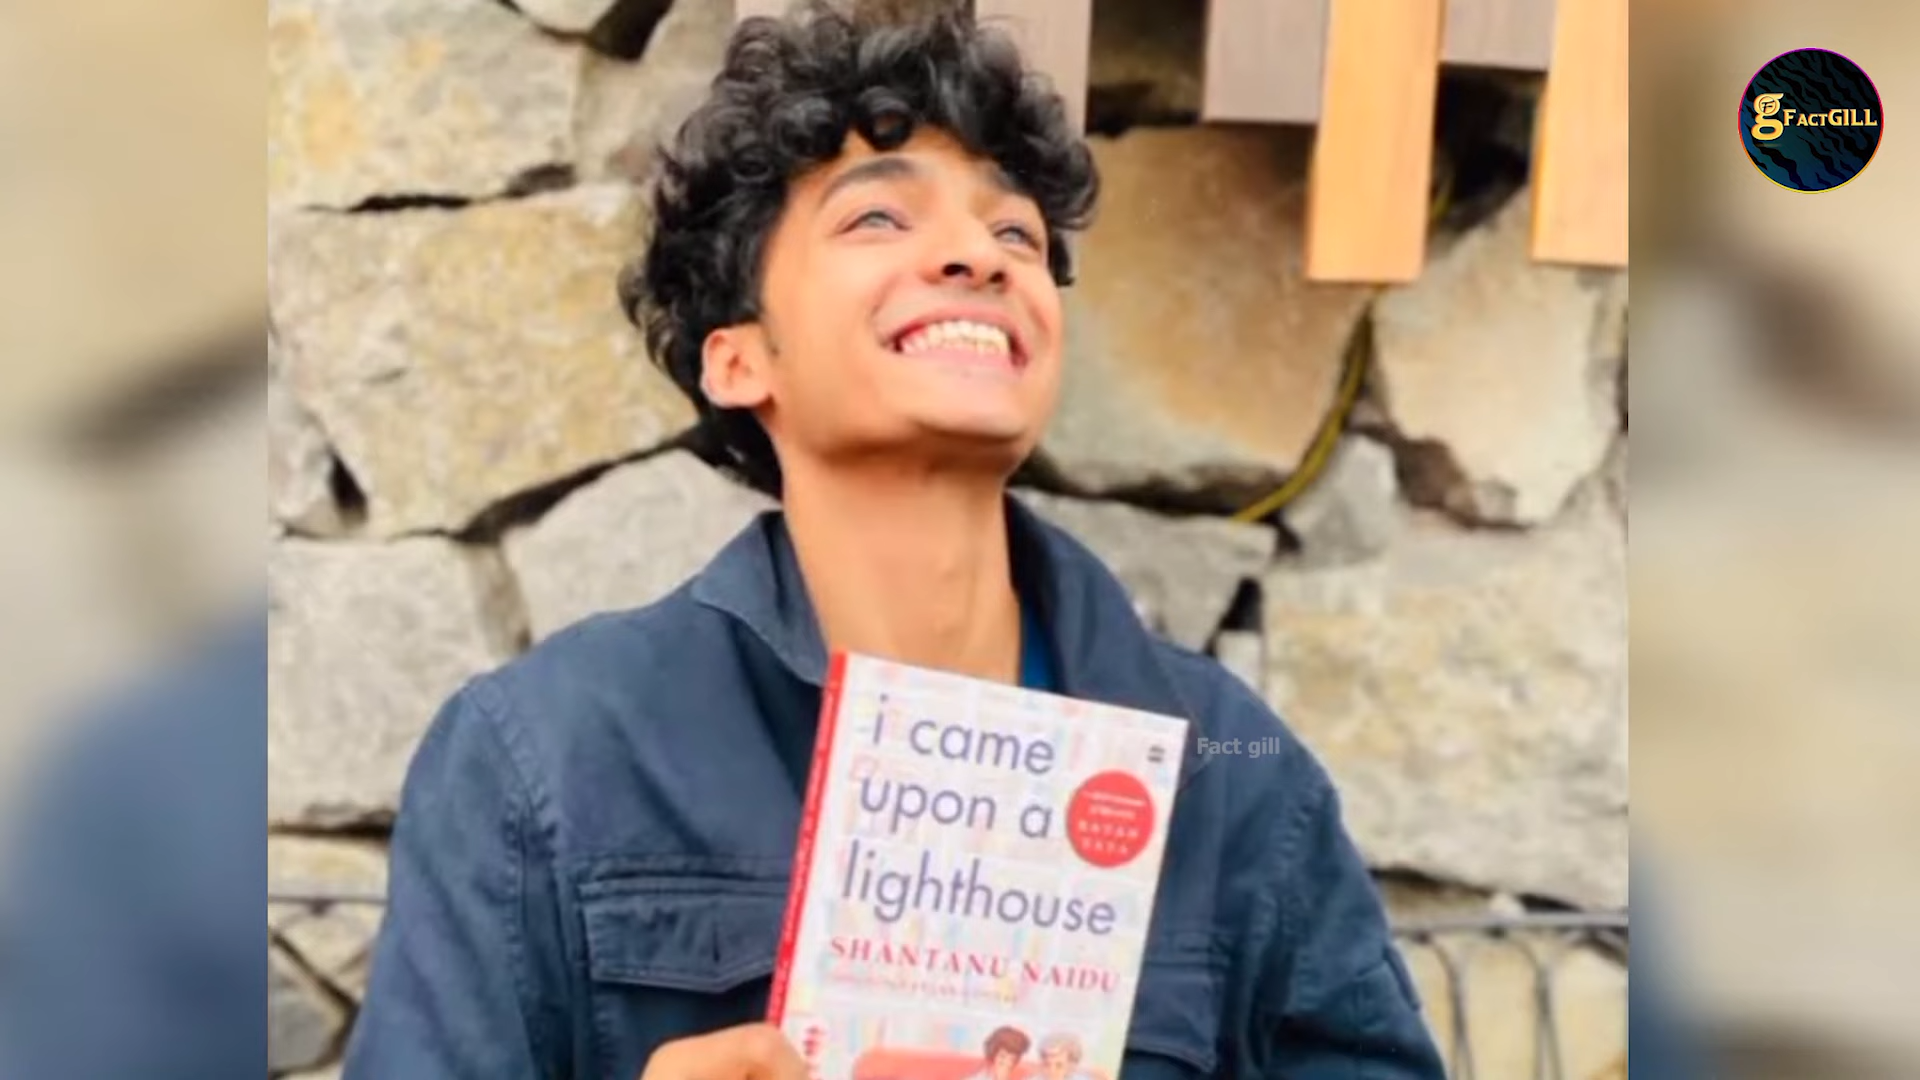 g FactGILL
i came
upon a
lighthouse
Fact gill
RATAN
TATA
SHANTANU NAIDU